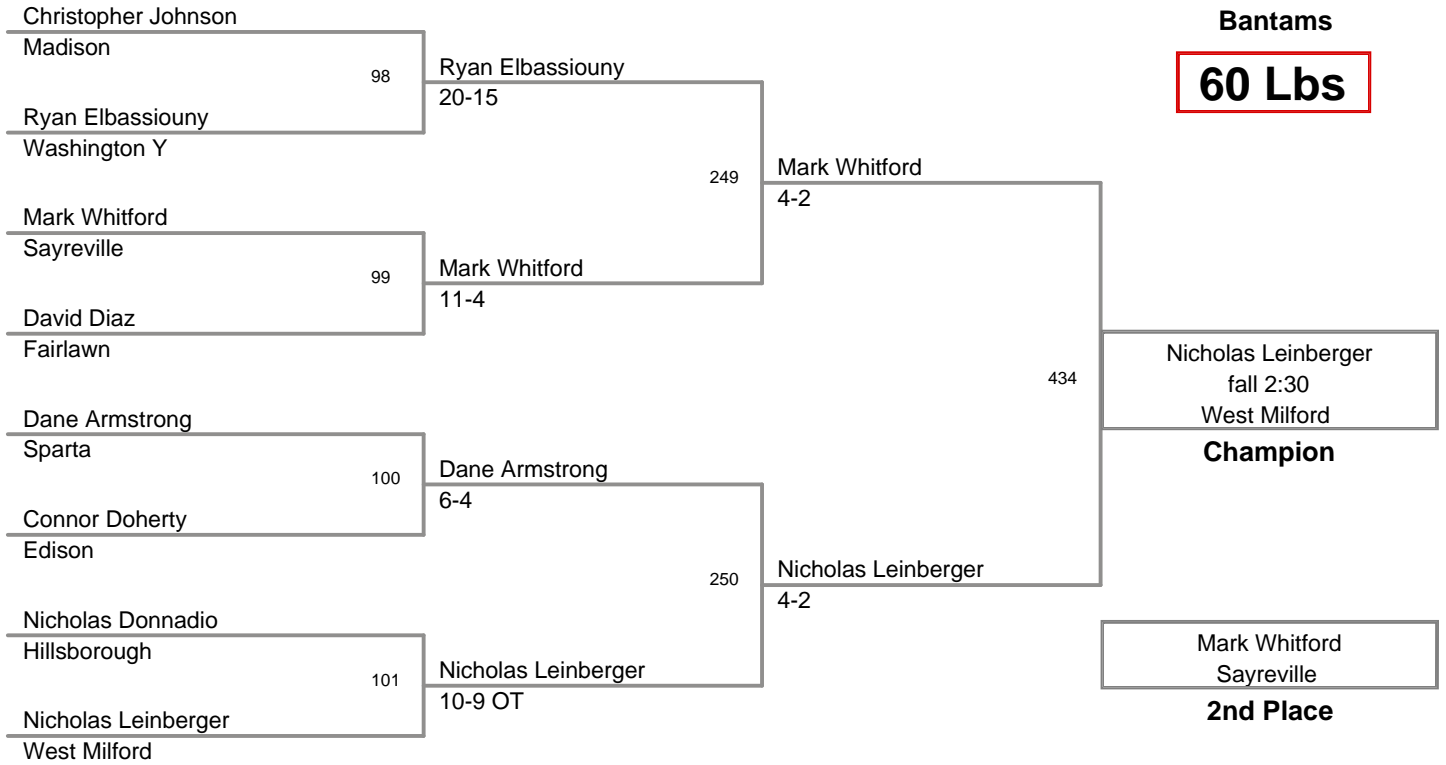 Christopher Johnson
Madison
98
Ryan Elbassiouny
Washington Y
Mark Whitford
Sayreville
99
David Diaz
Fairlawn
Dane Armstrong
Sparta
100
Connor Doherty
Edison
Nicholas Donnadio
Hillsborough
101
Nicholas Leinberger
West Milford
Ryan Elbassiouny
20-15
249
Mark Whitford
11-4
Dane Armstrong
6-4
250
Nicholas Leinberger
10-9 OT
Mark Whitford
4-2
434
Nicholas Leinberger
4-2
Bantams
60 Lbs
Nicholas Leinberger
fall 2:30
West Milford
Champion
Mark Whitford
Sayreville
2nd Place